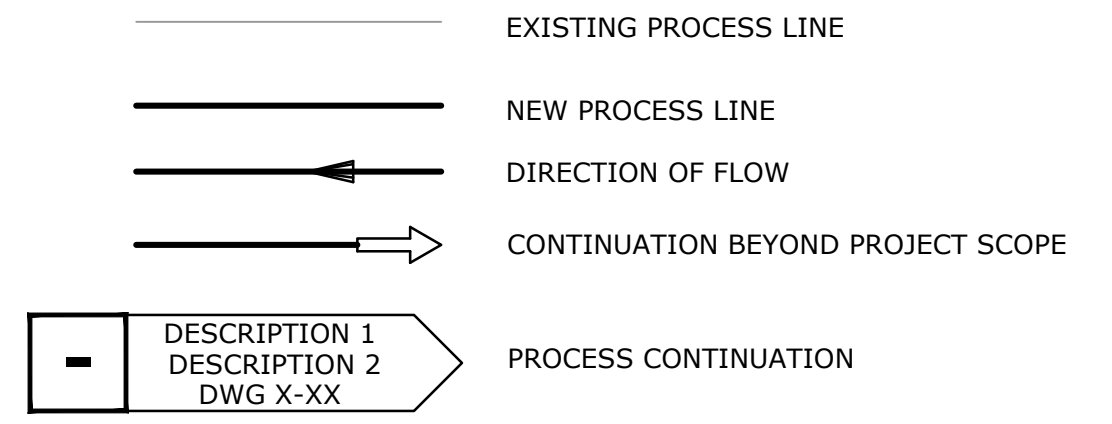 EXISTING PROCESS LINE
NEW PROCESS LINE
DIRECTION OF FLOW
CONTINUATION BEYOND PROJECT SCOPE
-
DESCRIPTION 1
DESCRIPTION 2
DWG X-XX
PROCESS CONTINUATION